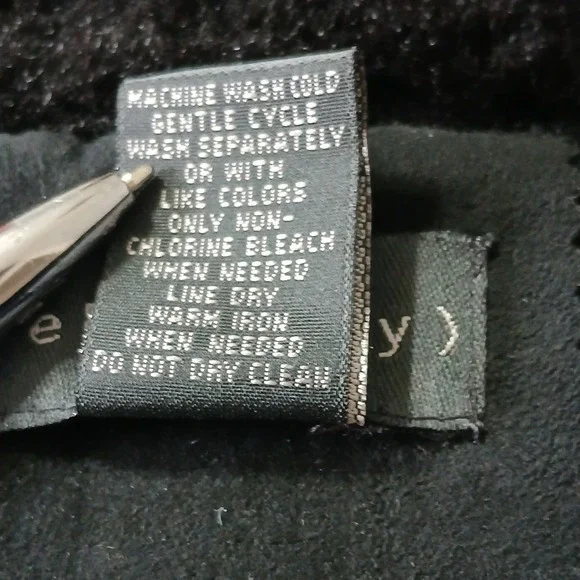 MACHINE WASH COLD
GENTLE CYCLE
WASH SEPARATELY
OR WITH
LIKE COLORS
ONLY NON-
CHLORINE BLEACH
WHEN NEEDED
LINE DRY
WARM IRON
WHEN NEEDED
DO NOT DRY CLEAN
e
y )